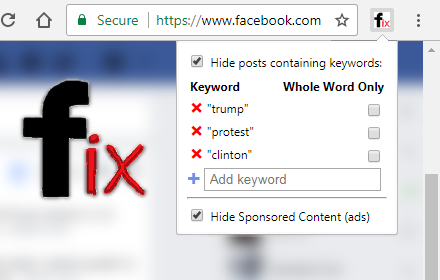 Secure | https://www.facebook.com
fix
Hide posts containing keywords:
Keyword Whole Word Only
"trump"
"protest"
"clinton"
Add keyword
Hide Sponsored Content (ads)
fix